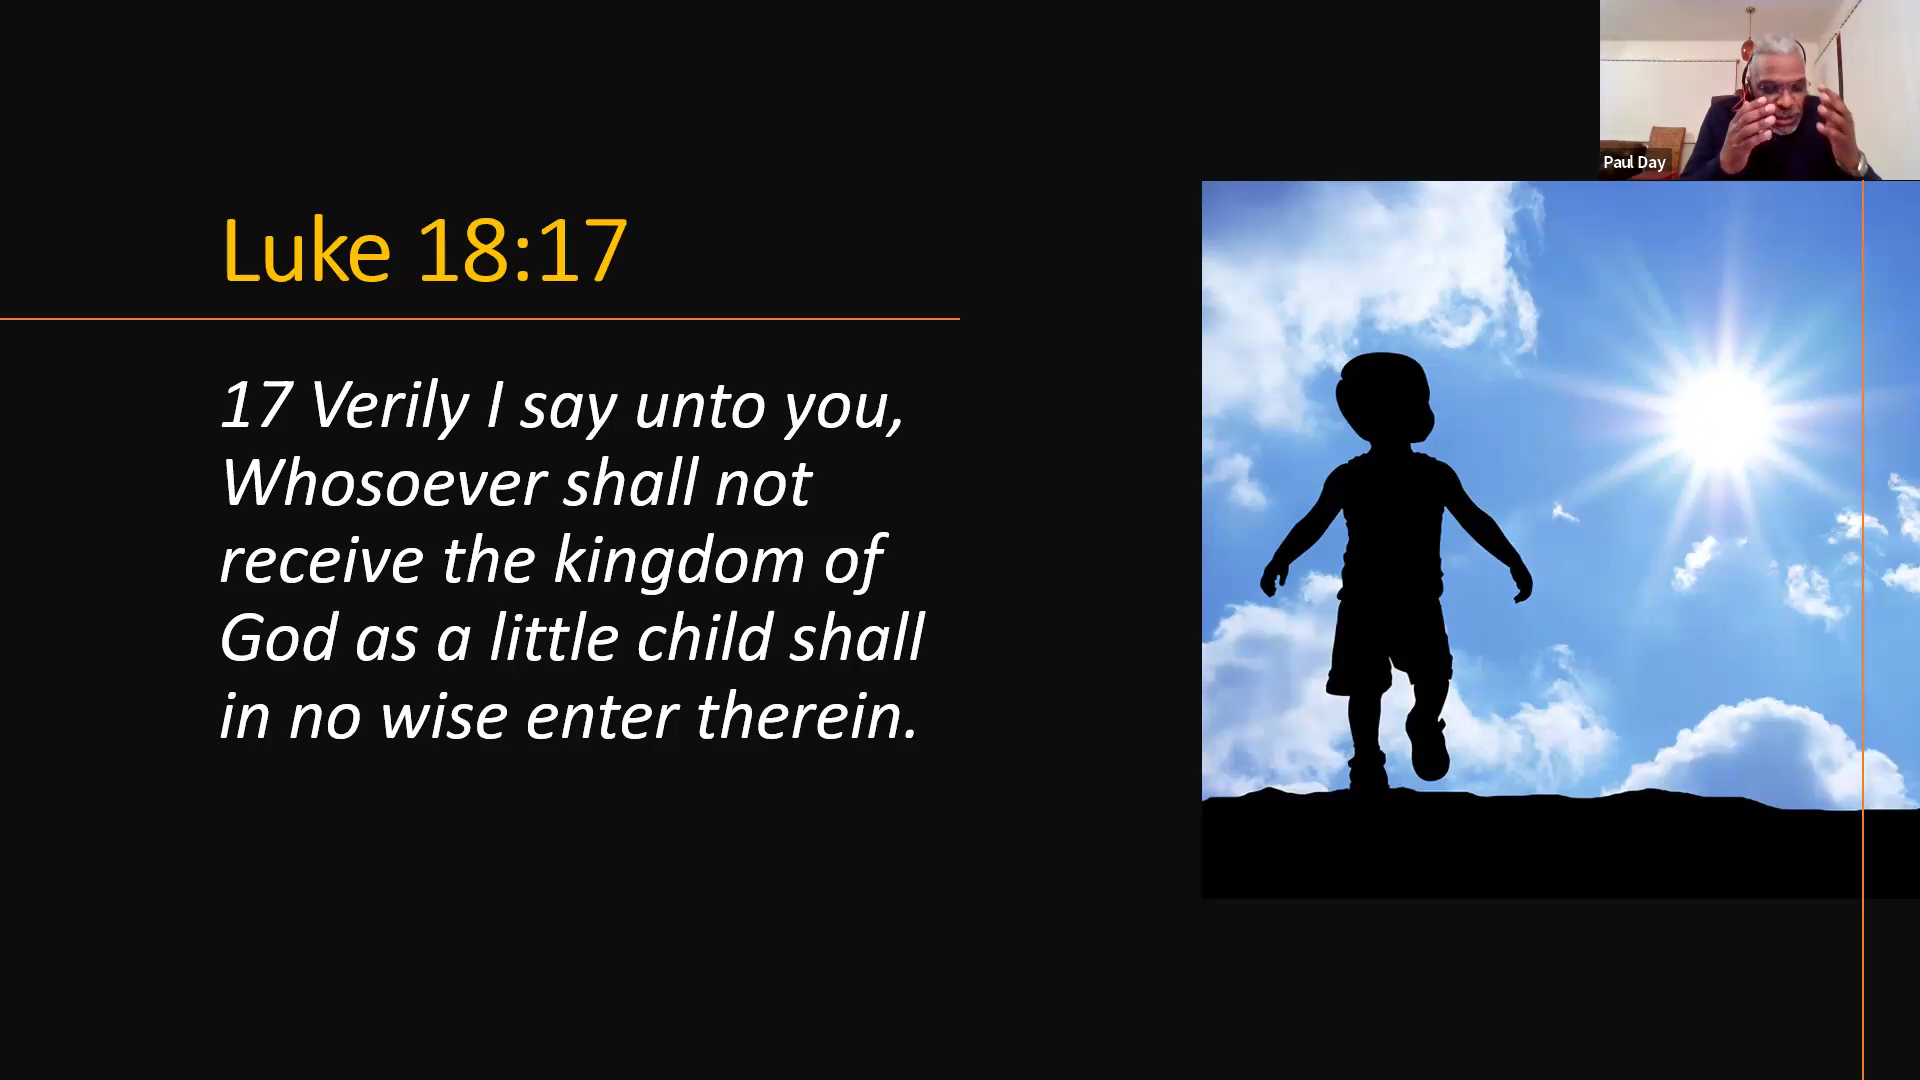 Paul Day
Luke 18:17
17 Verily I say unto you,
Whosoever shall not
receive the kingdom of
God as a little child shall
in no wise enter therein.